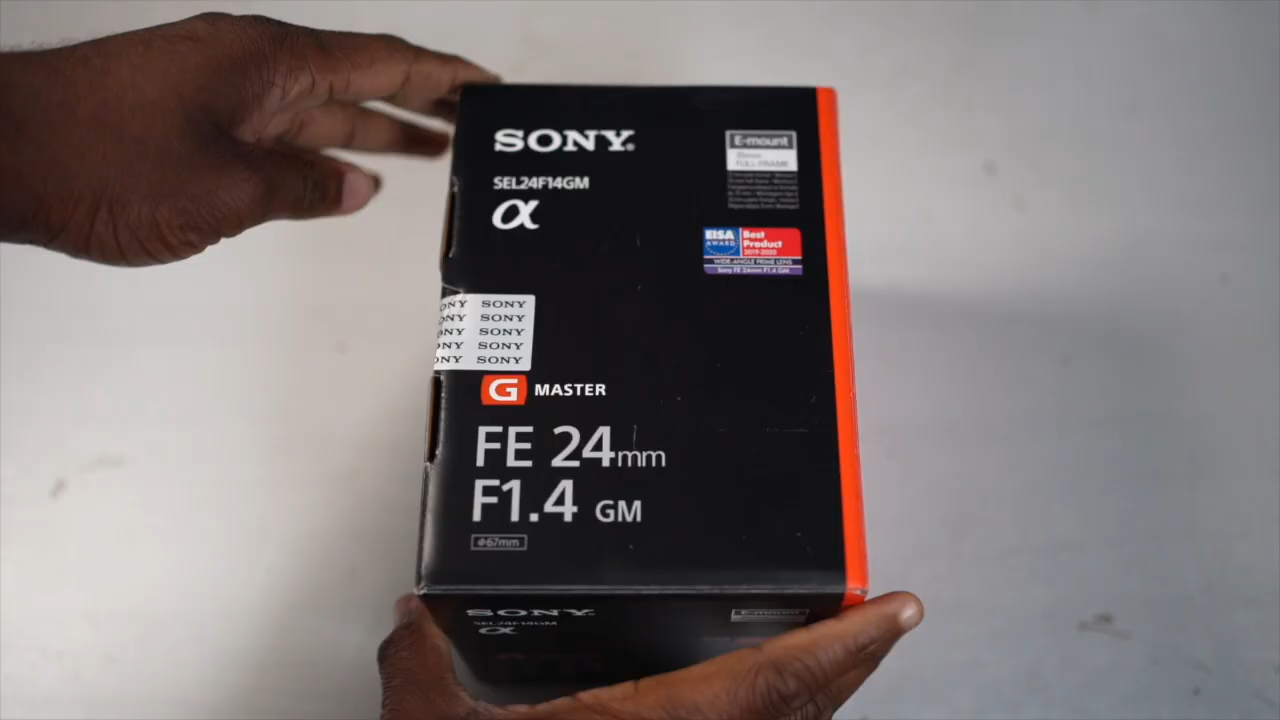 SONY®
SEL24F14GM
α
E-mount
35mm
FULL FRAME
EISA
AWARD
Best
Product
2019-2020
WIDE-ANGLE PRIME LENS
Sony FE 24mm F1.4 GM
ONY SONY
ONY SONY
ONY SONY
ONY SONY
ONY SONY
G MASTER
FE 24mm
F1.4 GM
Φ67mm
SONY
SEL24F14GM
α
E-mount